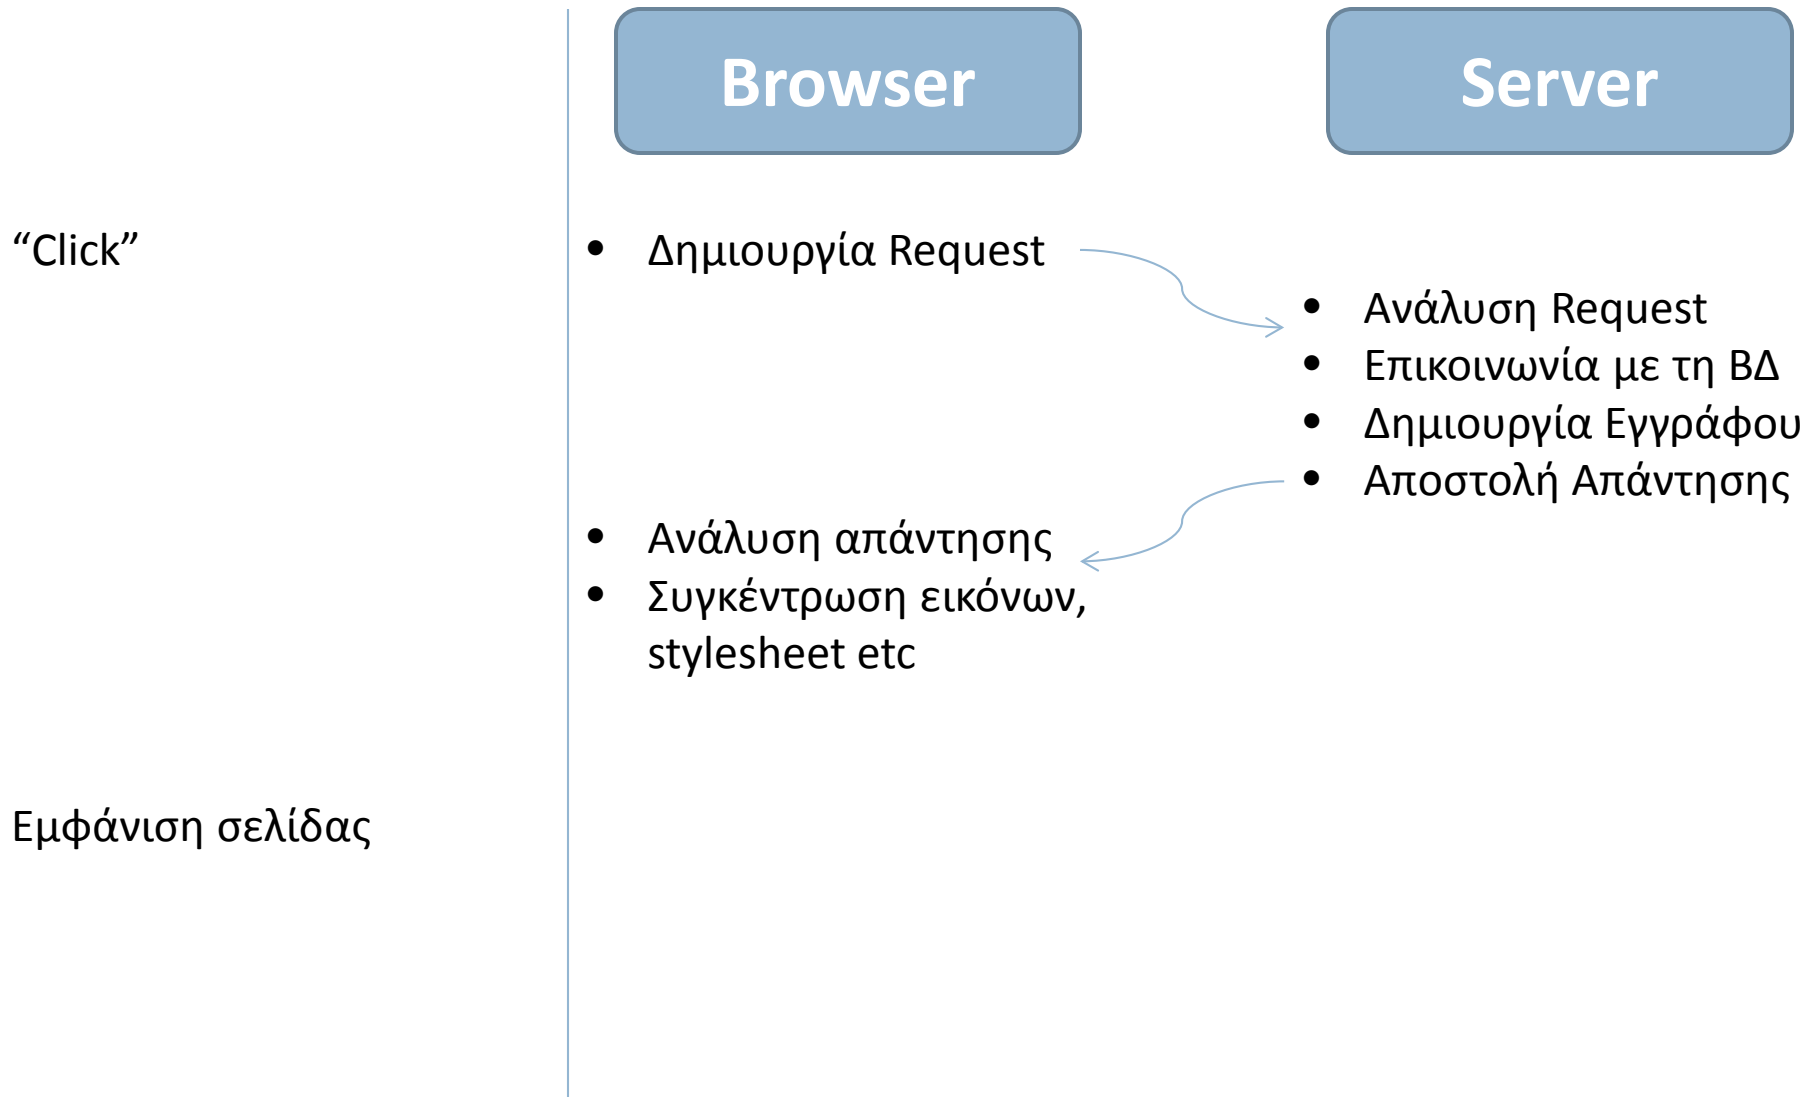 Browser
Server
“Click”
• Δημιουργία Request
• Ανάλυση Request
• Επικοινωνία με τη ΒΔ
• Δημιουργία Εγγράφου
• Αποστολή Απάντησης
• Ανάλυση απάντησης
• Συγκέντρωση εικόνων,
stylesheet etc
Εμφάνιση σελίδας